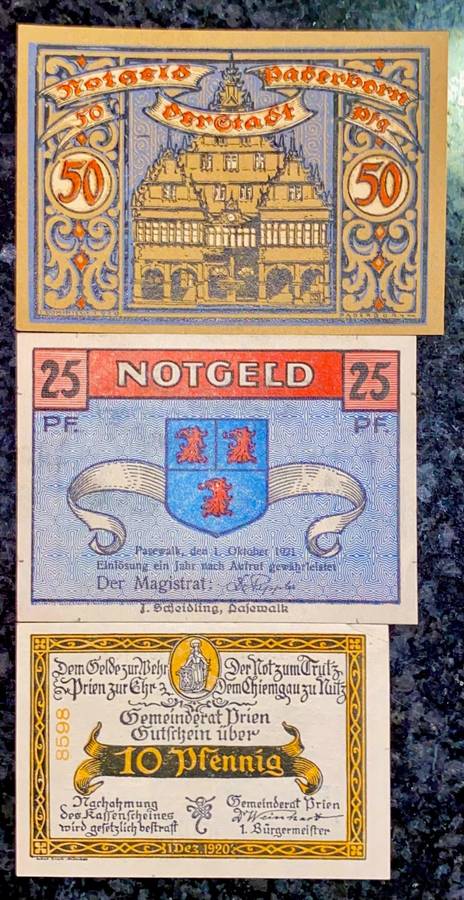 Notgeld Paderborn
50 der Stadt Pfg
50 50
PADERBORN
25 NOTGELD 25
PF. PF.
Pasewalk, den 1. Oktober 1921
Einlösung ein Jahr nach Aufruf gewährleistet
Der Magistrat:
J. Scheidling, Pasewalk
Dem Gelde zur Wehr Der Not zum Trutz
Prien zur Ehr Dem Chiemgau zu Nutz
Gemeinderat Prien
Gutschein über
8598
10 Pfennig
Nachahmung
des Kassenscheines
wird gesetzlich bestraft
Gemeinderat Prien
Dr Weinhart
1. Bürgermeister
1 Dez. 1920